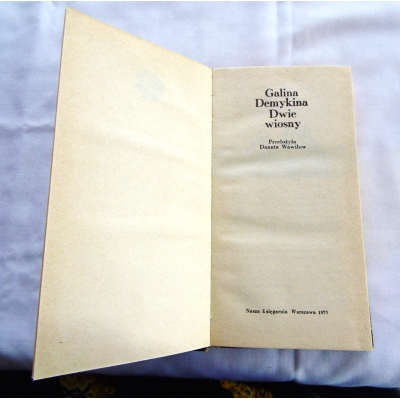 Galina
Demykina
Dwie
wiosny
Przełożyła
Danuta Wawiłow
Nasza Księgarnia Warszawa 1975